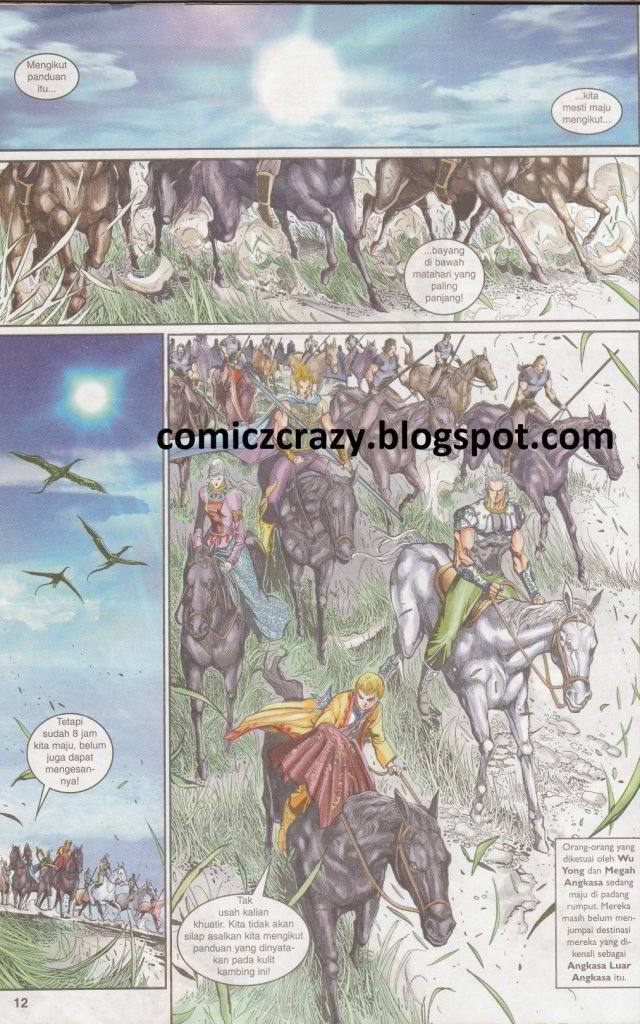 Mengikut
panduan
itu...
...kita
mesti maju
mengikut...
...bayang
di bawah
matahari yang
paling
panjang!
comiczcrazy.blogspot.com
Tetapi
sudah 8 jam
kita maju, belum
juga dapat
mengesan-
nya!
Tak
usah kalian
khuatir. Kita tidak akan
silap asalkan kita mengikut
panduan yang dinyata-
kan pada kulit
kambing ini!
Orang-orang yang
diketuai oleh Wu
Yong dan Megah
Angkasa sedang
maju di padang
rumput. Mereka
masih belum men-
jumpai destinasi
mereka yang di-
kenali sebagai
Angkasa Luar
Angkasa itu.
12